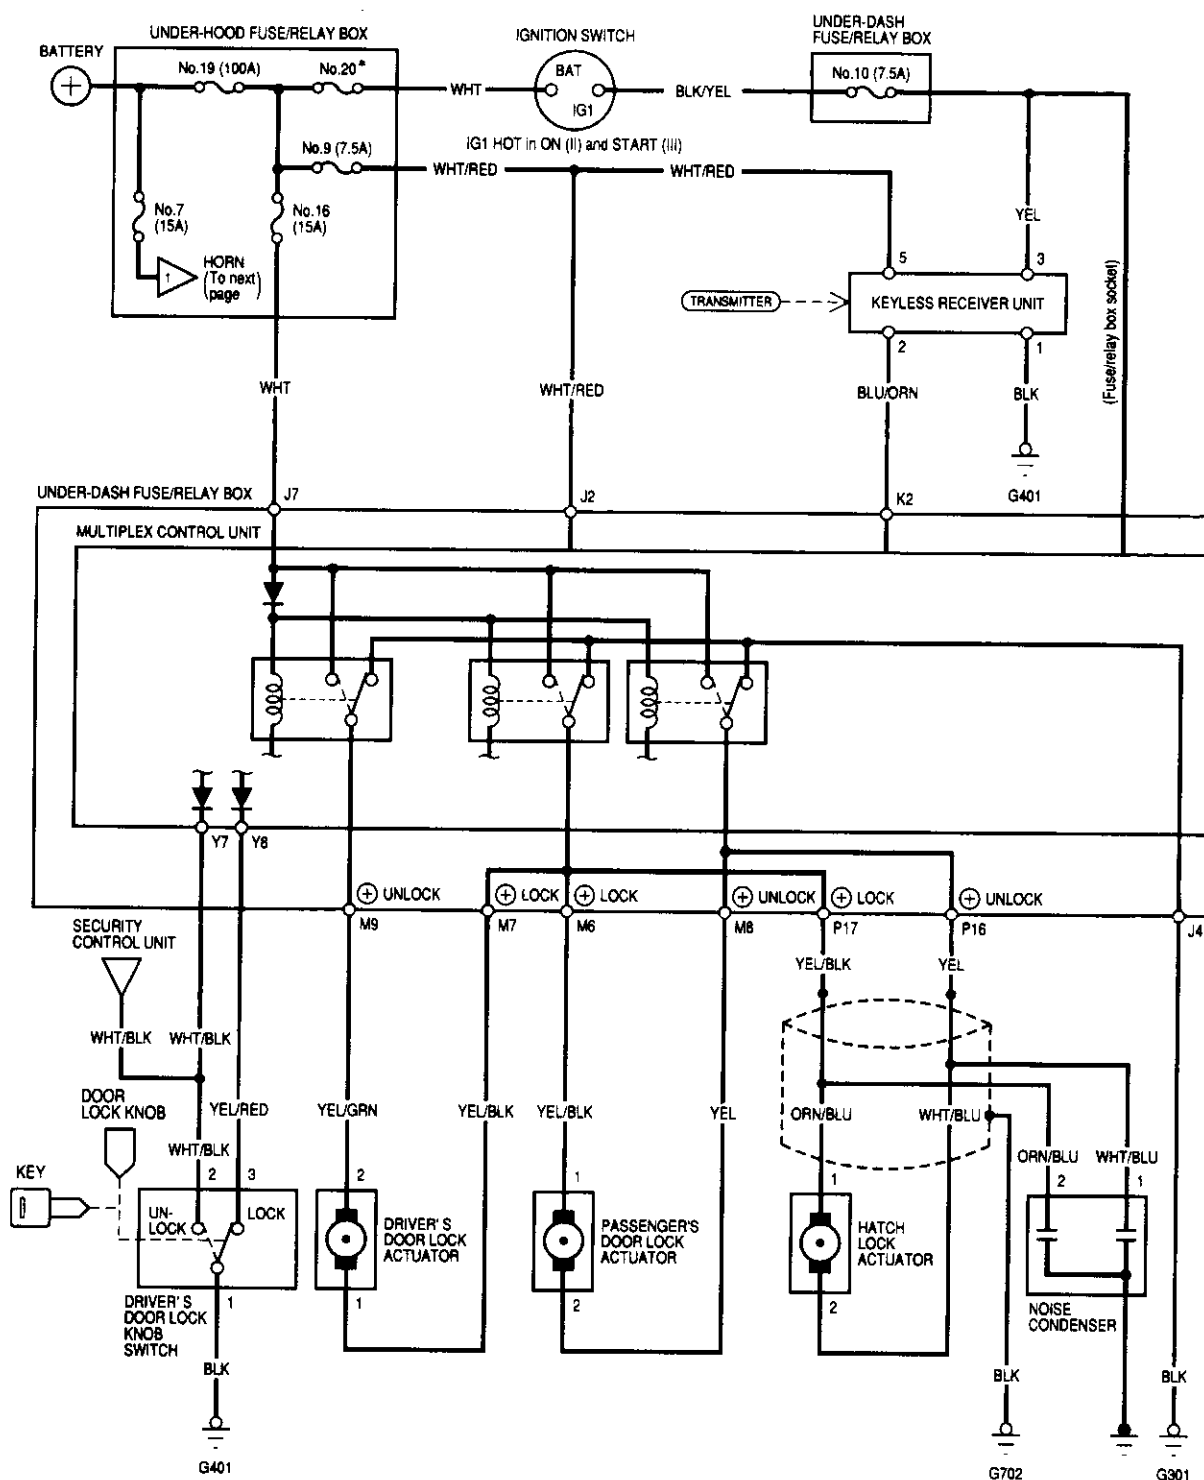 UNDER-HOOD FUSE/RELAY BOX
IGNITION SWITCH
UNDER-DASH
FUSE/RELAY BOX
BATTERY
No.19 (100A)
No.20*
BAT
IG1
No.10 (7.5A)
WHT
BLK/YEL
No.9 (7.5A)
IG1 HOT in ON (II) and START (III)
WHT/RED
WHT/RED
No.7
(15A)
No.16
(15A)
YEL
1
HORN
(To next
page)
5
3
TRANSMITTER
KEYLESS RECEIVER UNIT
2
1
(Fuse/relay box socket)
WHT
WHT/RED
BLU/ORN
BLK
G401
UNDER-DASH FUSE/RELAY BOX
J7
J2
K2
MULTIPLEX CONTROL UNIT
Y7
Y8
+ UNLOCK
+ LOCK
+ LOCK
+ UNLOCK
+ LOCK
+ UNLOCK
M9
M7
M6
M8
P17
P16
J4
SECURITY
CONTROL UNIT
YEL/BLK
YEL
WHT/BLK
WHT/BLK
DOOR
LOCK KNOB
YEL/RED
YEL/GRN
YEL/BLK
YEL/BLK
YEL
ORN/BLU
WHT/BLU
WHT/BLK
ORN/BLU
WHT/BLU
KEY
2
3
2
1
1
2
1
UN-
LOCK
LOCK
DRIVER'S
DOOR LOCK
ACTUATOR
PASSENGER'S
DOOR LOCK
ACTUATOR
HATCH
LOCK
ACTUATOR
1
1
2
2
DRIVER'S
DOOR LOCK
KNOB
SWITCH
NOISE
CONDENSER
BLK
BLK
BLK
G401
G702
G301